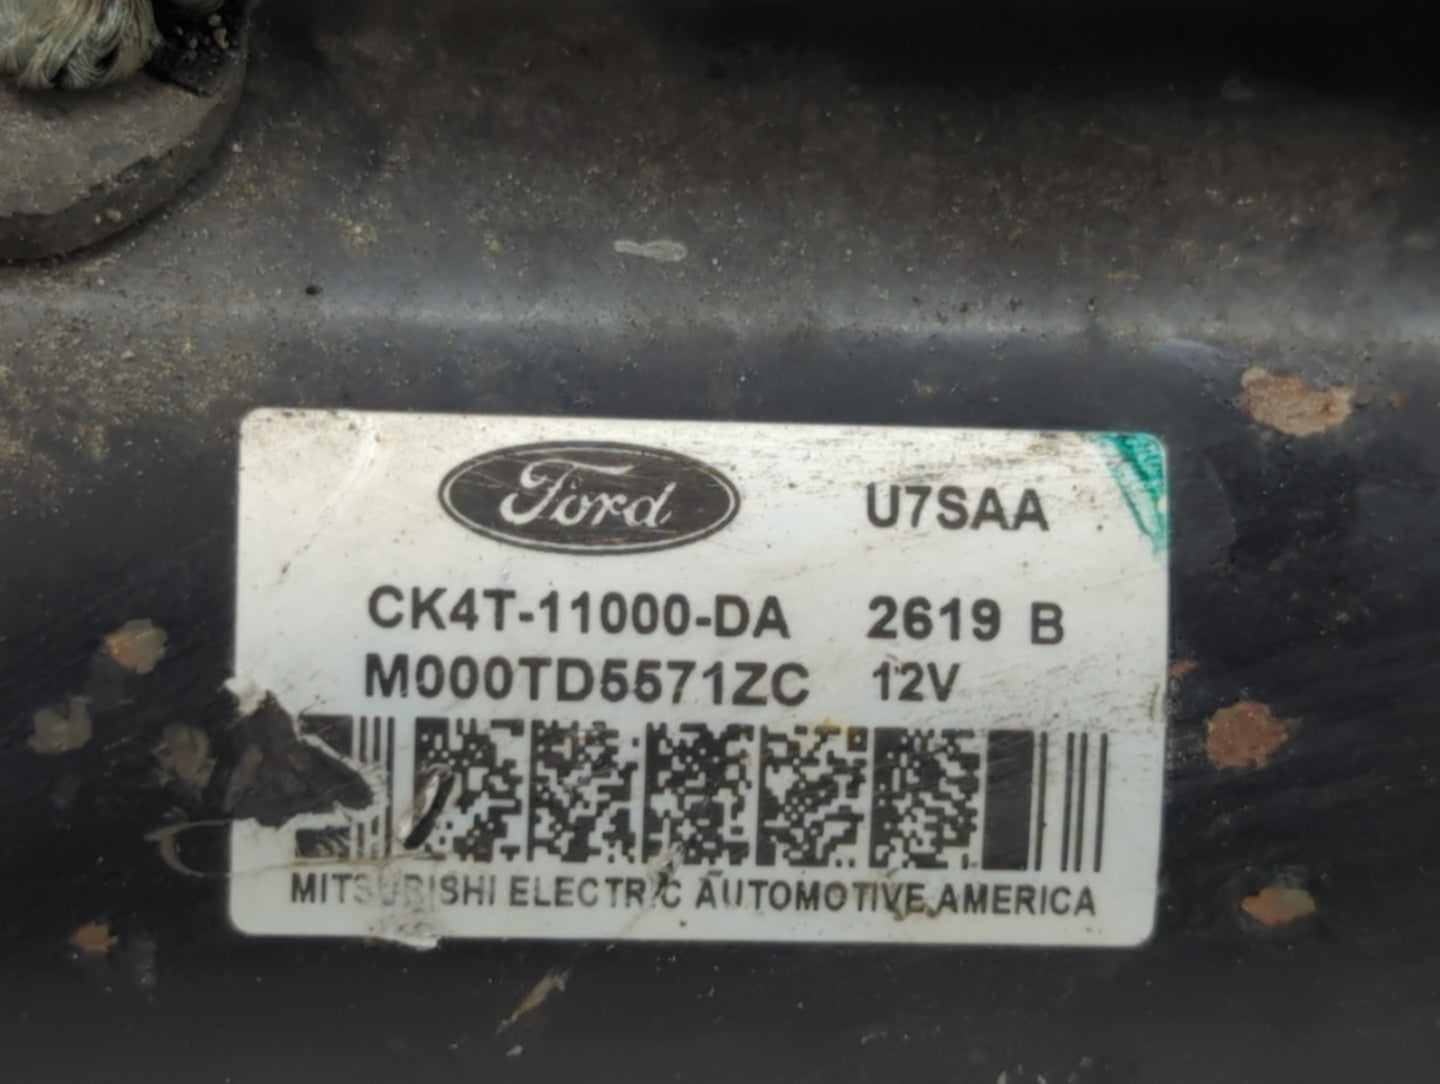 Ford U7SAA
CK4T-11000-DA 2619 B
M000TD5571ZC 12V
MITSUBISHI ELECTRIC AUTOMOTIVE AMERICA